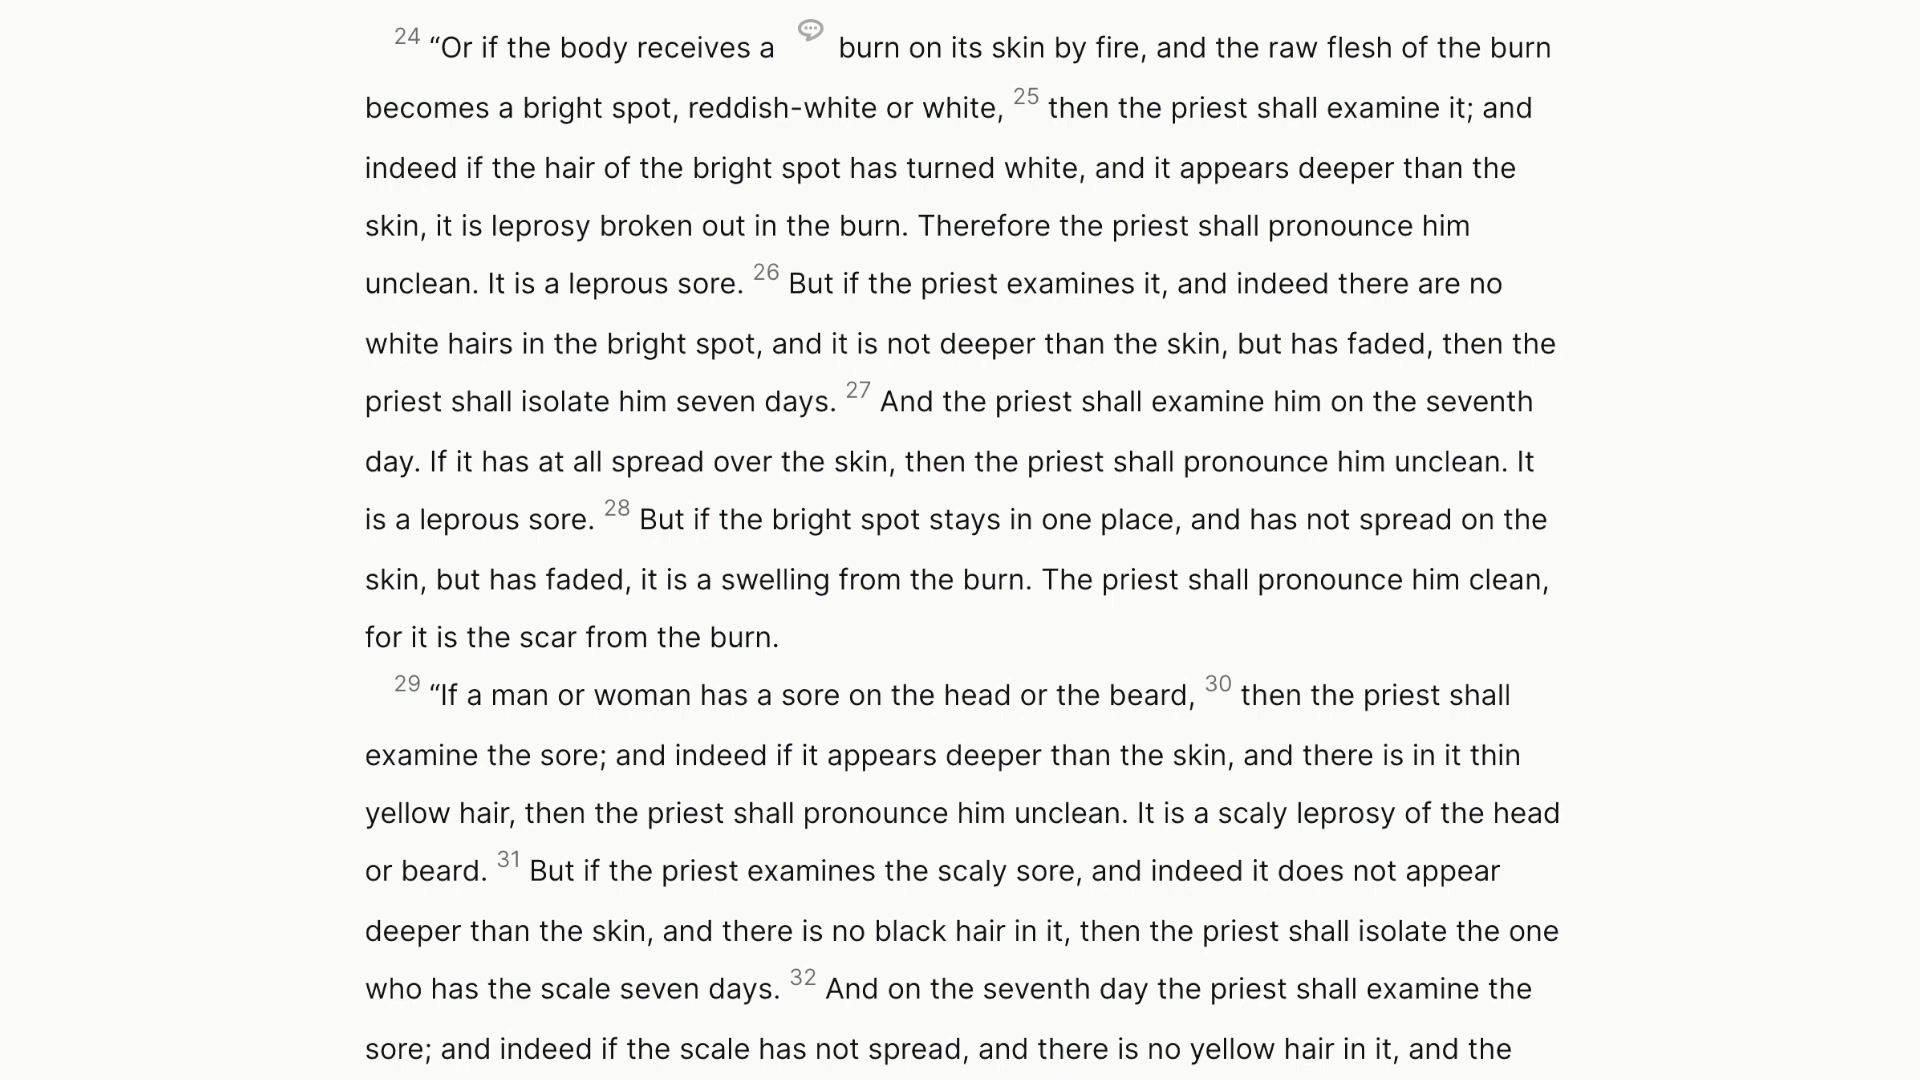 24 “Or if the body receives a burn on its skin by fire, and the raw flesh of the burn
becomes a bright spot, reddish-white or white, 25 then the priest shall examine it; and
indeed if the hair of the bright spot has turned white, and it appears deeper than the
skin, it is leprosy broken out in the burn. Therefore the priest shall pronounce him
unclean. It is a leprous sore. 26 But if the priest examines it, and indeed there are no
white hairs in the bright spot, and it is not deeper than the skin, but has faded, then the
priest shall isolate him seven days. 27 And the priest shall examine him on the seventh
day. If it has at all spread over the skin, then the priest shall pronounce him unclean. It
is a leprous sore. 28 But if the bright spot stays in one place, and has not spread on the
skin, but has faded, it is a swelling from the burn. The priest shall pronounce him clean,
for it is the scar from the burn.
29 “If a man or woman has a sore on the head or the beard, 30 then the priest shall
examine the sore; and indeed if it appears deeper than the skin, and there is in it thin
yellow hair, then the priest shall pronounce him unclean. It is a scaly leprosy of the head
or beard. 31 But if the priest examines the scaly sore, and indeed it does not appear
deeper than the skin, and there is no black hair in it, then the priest shall isolate the one
who has the scale seven days. 32 And on the seventh day the priest shall examine the
sore; and indeed if the scale has not spread, and there is no yellow hair in it, and the